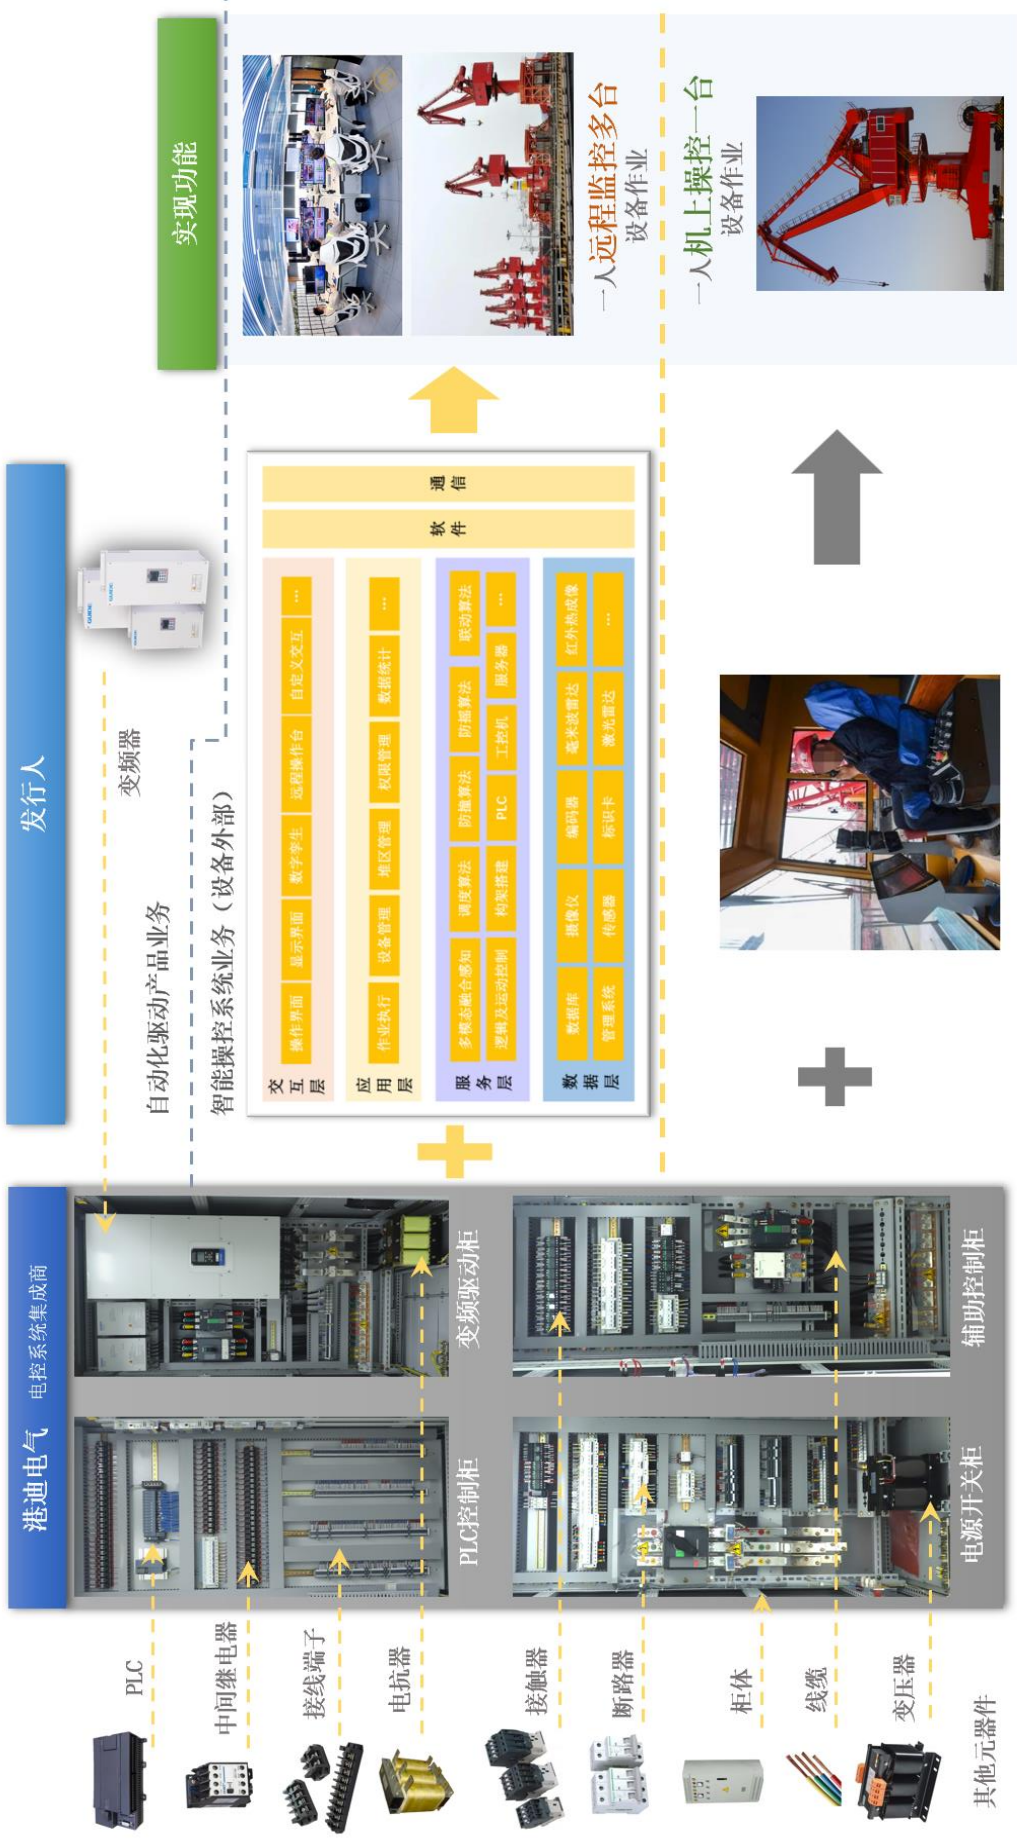 港迪电气 电控系统集成商
发行人
实现功能
PLC
中间继电器
接线端子
电抗器
接触器
断路器
柜体
线缆
变压器
其他元器件
PLC控制柜
变频驱动柜
电源开关柜
辅助控制柜
变频器
自动化驱动产品业务
智能操控系统业务（设备外部）
交互层
操作界面
显示界面
数字孪生
远程操作台
自定义交互
...
应用层
作业执行
设备管理
堆区管理
权限管理
数据统计
...
服务层
多模态融合感知
调度算法
防撞算法
防摇算法
联动算法
逻辑及运动控制
构架搭建
PLC
工控机
服务器
...
数据层
数据库
摄像仪
编码器
毫米波雷达
红外热成像
管理系统
传感器
标识卡
激光雷达
...
软件
通信
一人远程监控多台
设备作业
一人机上操控一台
设备作业